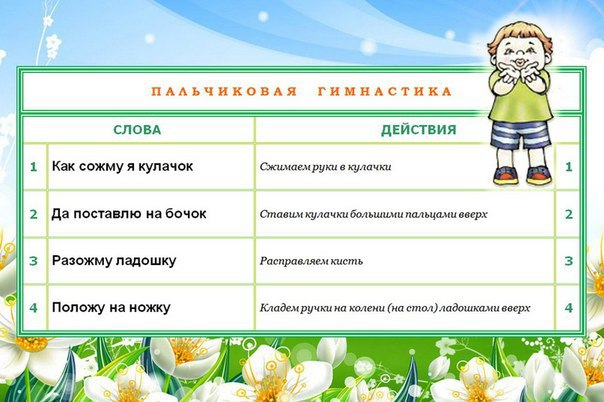 ПАЛЬЧИКОВАЯ ГИМНАСТИКА
СЛОВА ДЕЙСТВИЯ
1 Как сожму я кулачок Сжимаем руки в кулачки 1
2 Да поставлю на бочок Ставим кулачки большими пальцами вверх 2
3 Разожму ладошку Расправляем кисть 3
4 Положу на ножку Кладем ручки на колени (на стол) ладошками вверх 4